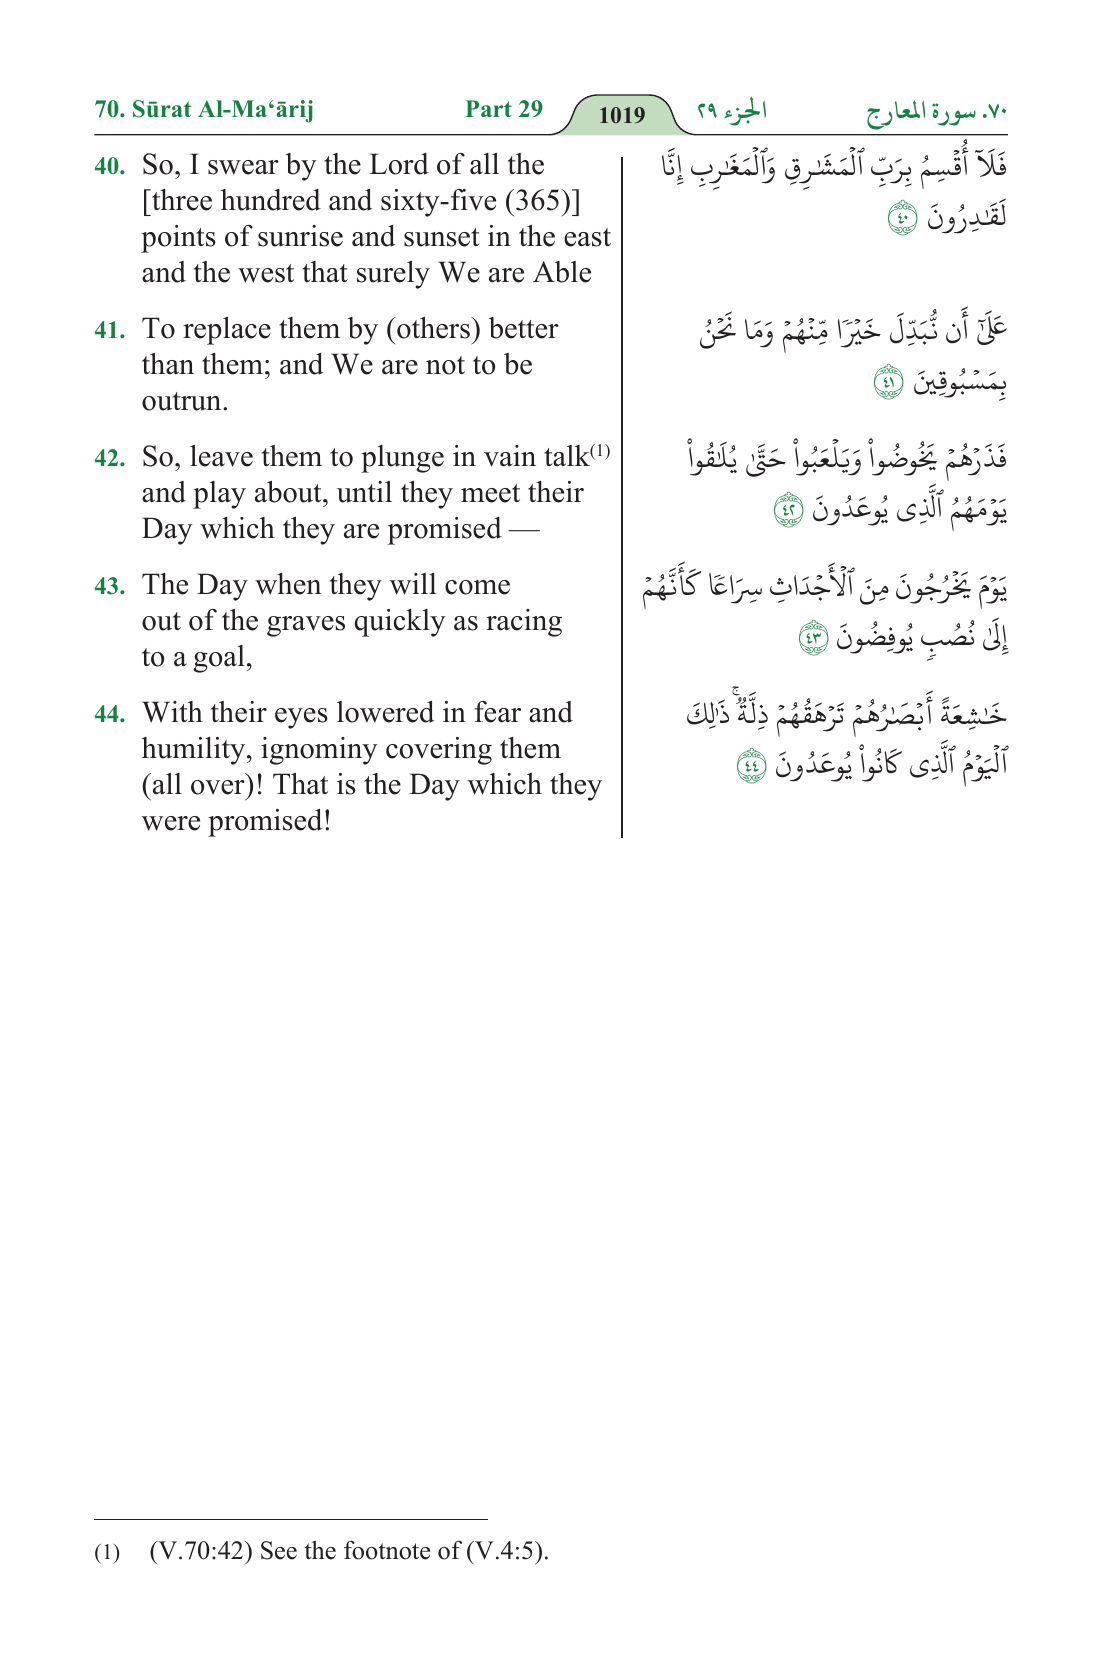 70. Sūrat Al-Ma‘ārij Part 29 1019 الجزء ٢٩ ٧٠. سورة المعارج
40. So, I swear by the Lord of all the
[three hundred and sixty-five (365)]
points of sunrise and sunset in the east
and the west that surely We are Able
41. To replace them by (others) better
than them; and We are not to be
outrun.
42. So, leave them to plunge in vain talk(1)
and play about, until they meet their
Day which they are promised —
43. The Day when they will come
out of the graves quickly as racing
to a goal,
44. With their eyes lowered in fear and
humility, ignominy covering them
(all over)! That is the Day which they
were promised!
فَلَآ أُقْسِمُ بِرَبِّ ٱلْمَشَـٰرِقِ وَٱلْمَغَـٰرِبِ إِنَّا
لَقَـٰدِرُونَ ٤٠
عَلَىٰٓ أَن نُّبَدِّلَ خَيْرًا مِّنْهُمْ وَمَا نَحْنُ
بِمَسْبُوقِينَ ٤١
فَذَرْهُمْ يَخُوضُوا۟ وَيَلْعَبُوا۟ حَتَّىٰ يُلَـٰقُوا۟
يَوْمَهُمُ ٱلَّذِى يُوعَدُونَ ٤٢
يَوْمَ يَخْرُجُونَ مِنَ ٱلْأَجْدَاثِ سِرَاعًا كَأَنَّهُمْ
إِلَىٰ نُصُبٍ يُوفِضُونَ ٤٣
خَـٰشِعَةً أَبْصَـٰرُهُمْ تَرْهَقُهُمْ ذِلَّةٌ ۚ ذَٰلِكَ
ٱلْيَوْمُ ٱلَّذِى كَانُوا۟ يُوعَدُونَ ٤٤
(1) (V.70:42) See the footnote of (V.4:5).